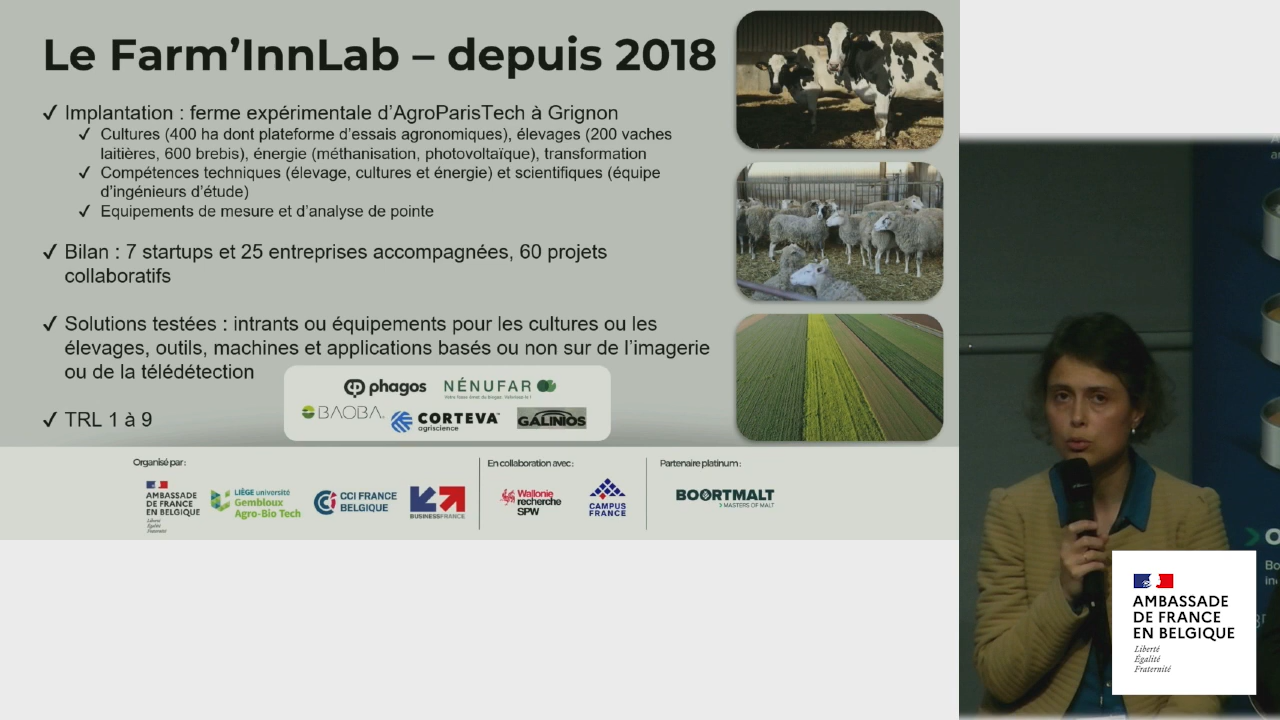 Le Farm'InnLab – depuis 2018
✓ Implantation : ferme expérimentale d'AgroParisTech à Grignon
✓ Cultures (400 ha dont plateforme d'essais agronomiques), élevages (200 vaches
laitières, 600 brebis), énergie (méthanisation, photovoltaïque), transformation
✓ Compétences techniques (élevage, cultures et énergie) et scientifiques (équipe
d'ingénieurs d'étude)
✓ Equipements de mesure et d'analyse de pointe
✓ Bilan : 7 startups et 25 entreprises accompagnées, 60 projets
collaboratifs
✓ Solutions testées : intrants ou équipements pour les cultures ou les
élevages, outils, machines et applications basés ou non sur de l'imagerie
ou de la télédétection
phagos
NÉNUFAR
BAOBA
CORTEVA
agriscience
GALINIOS
✓ TRL 1 à 9
Organisé par :
AMBASSADE
DE FRANCE
EN BELGIQUE
Liberté
Égalité
Fraternité
LIÈGE université
Gembloux
Agro-Bio Tech
CCI FRANCE
BELGIQUE
BUSINESS FRANCE
En collaboration avec :
Wallonie
recherche
SPW
CAMPUS
FRANCE
Partenaire platinum :
BOORTMALT
MASTERS OF MALT
AMBASSADE
DE FRANCE
EN BELGIQUE
Liberté
Égalité
Fraternité